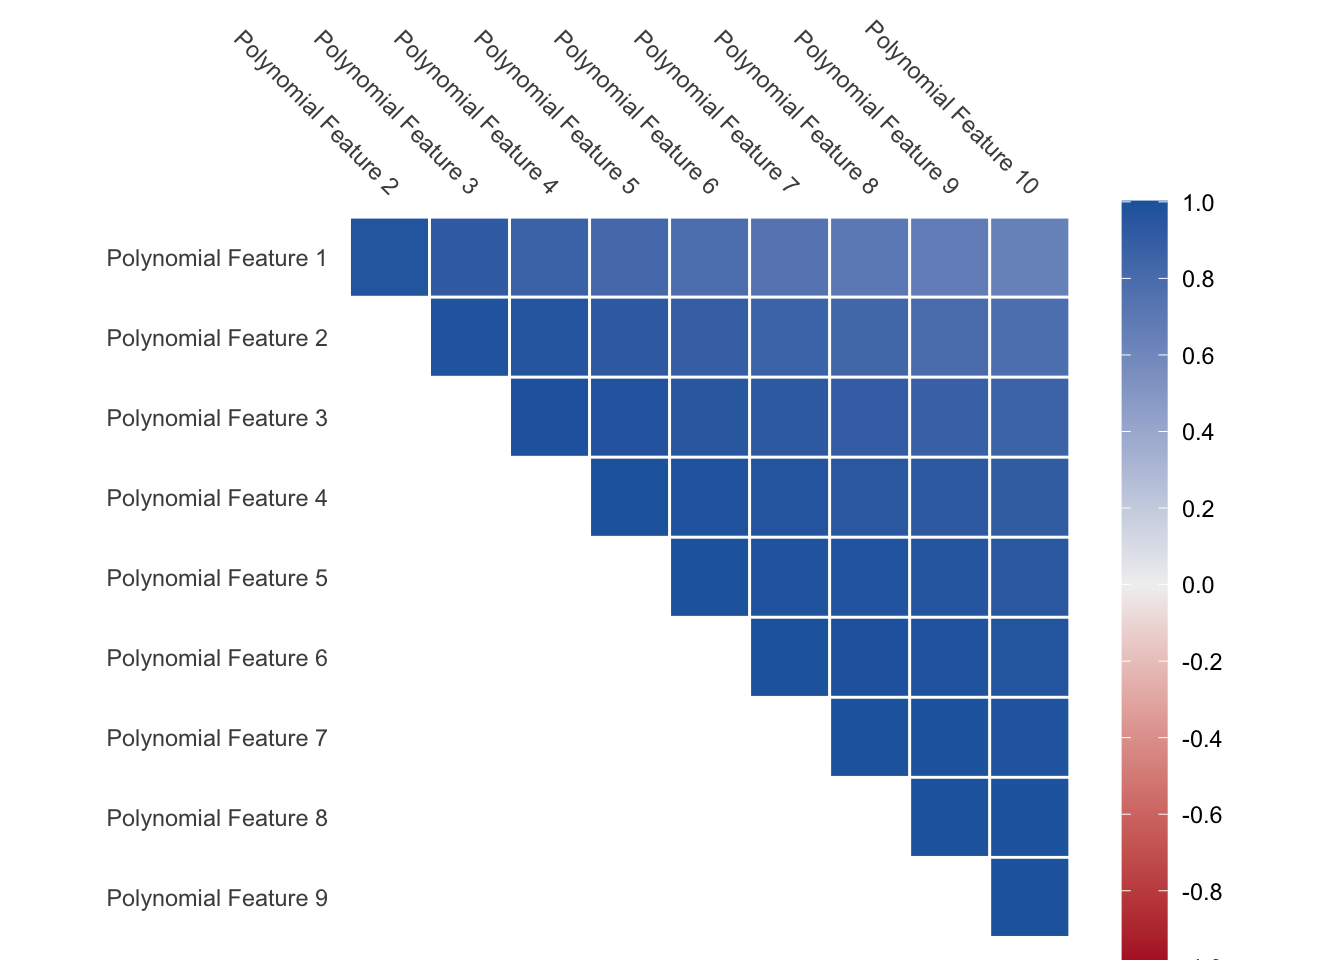 Polynomial Feature 2
Polynomial Feature 3
Polynomial Feature 4
Polynomial Feature 5
Polynomial Feature 6
Polynomial Feature 7
Polynomial Feature 8
Polynomial Feature 9
Polynomial Feature 10
Polynomial Feature 1
Polynomial Feature 2
Polynomial Feature 3
Polynomial Feature 4
Polynomial Feature 5
Polynomial Feature 6
Polynomial Feature 7
Polynomial Feature 8
Polynomial Feature 9
1.0
0.8
0.6
0.4
0.2
0.0
-0.2
-0.4
-0.6
-0.8